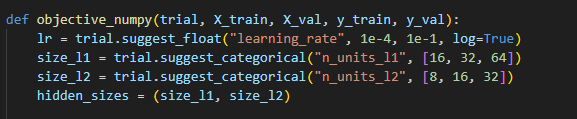 def objective_numpy(trial, X_train, X_val, y_train, y_val):
    lr = trial.suggest_float("learning_rate", 1e-4, 1e-1, log=True)
    size_l1 = trial.suggest_categorical("n_units_l1", [16, 32, 64])
    size_l2 = trial.suggest_categorical("n_units_l2", [8, 16, 32])
    hidden_sizes = (size_l1, size_l2)